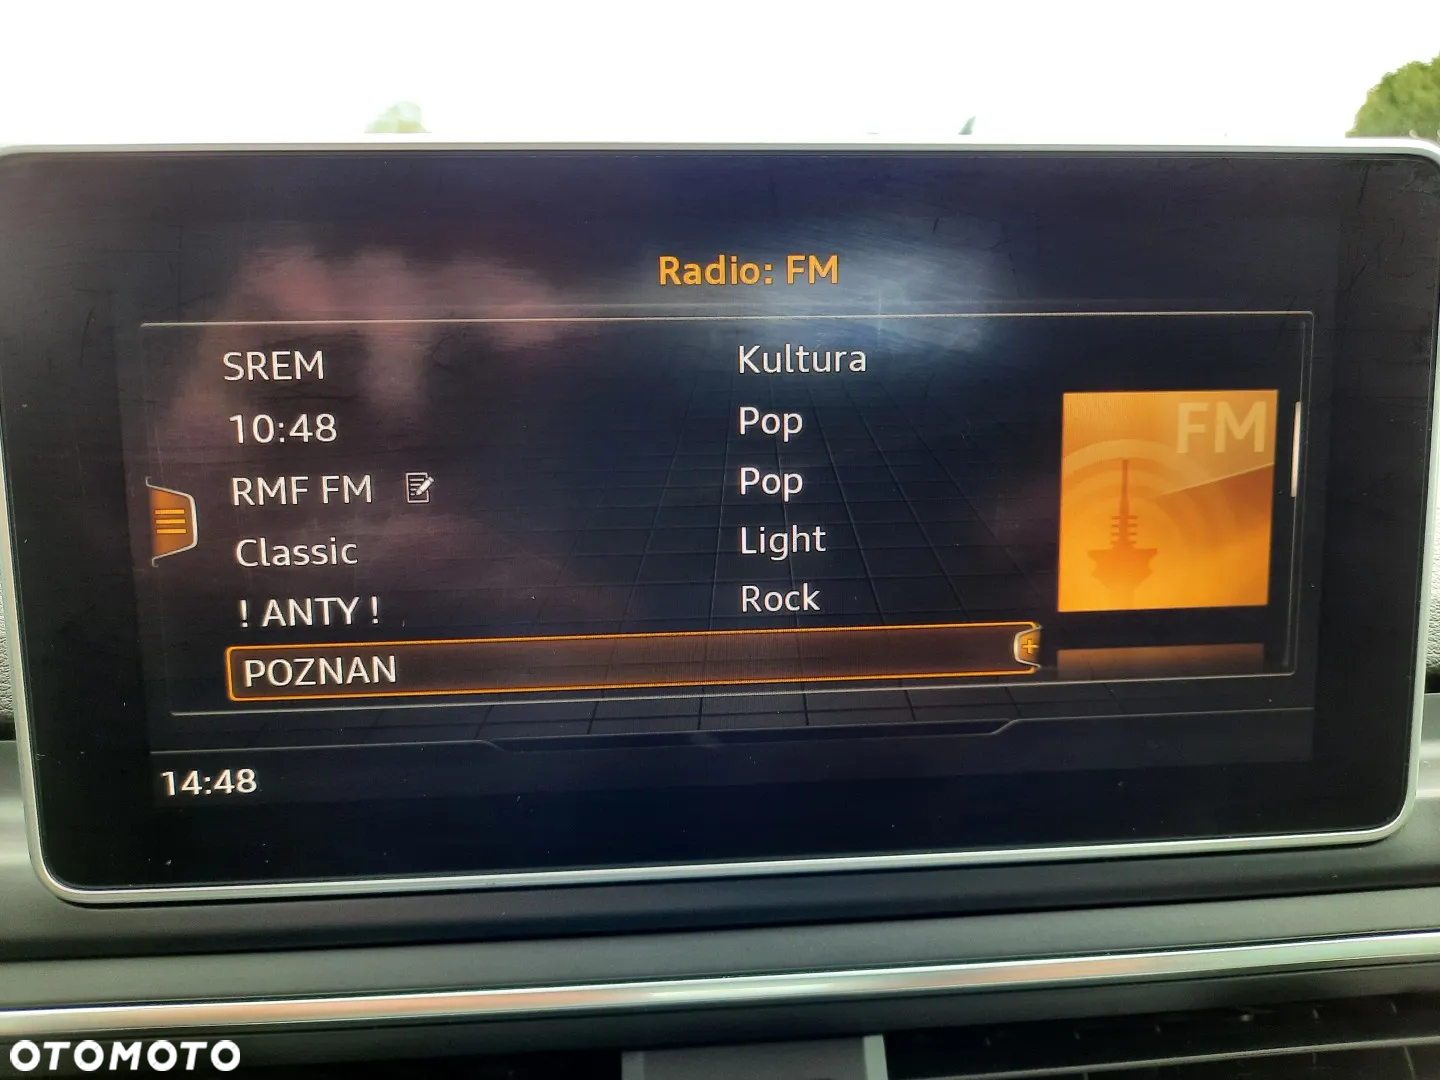 Radio: FM
SREM Kultura
10:48 Pop
RMF FM Pop
Classic Light
! ANTY ! Rock
POZNAN
FM
14:48
OTOMOTO